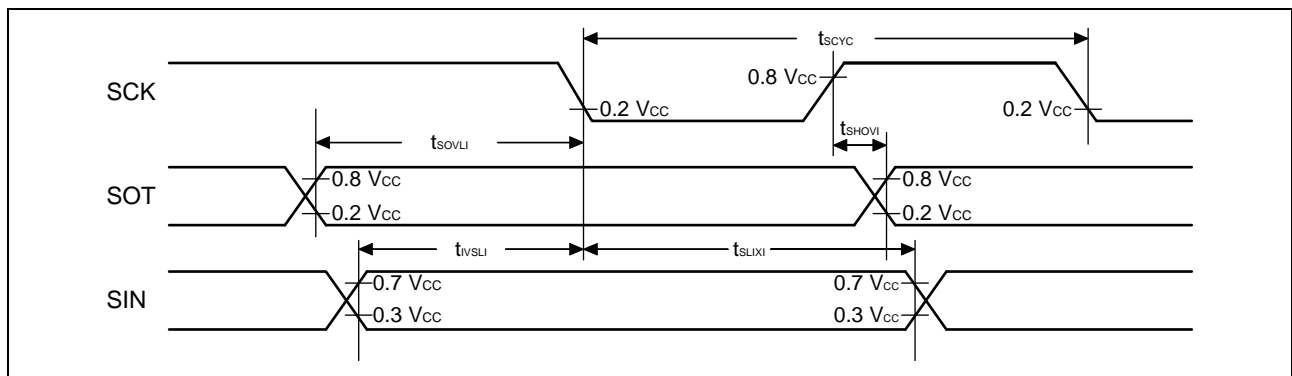 tSCYC
SCK
0.8 VCC
0.2 VCC
0.2 VCC
tSOVLI
tSHOVI
SOT
0.8 VCC
0.2 VCC
0.8 VCC
0.2 VCC
tIVSLI
tSLIXI
SIN
0.7 VCC
0.3 VCC
0.7 VCC
0.3 VCC